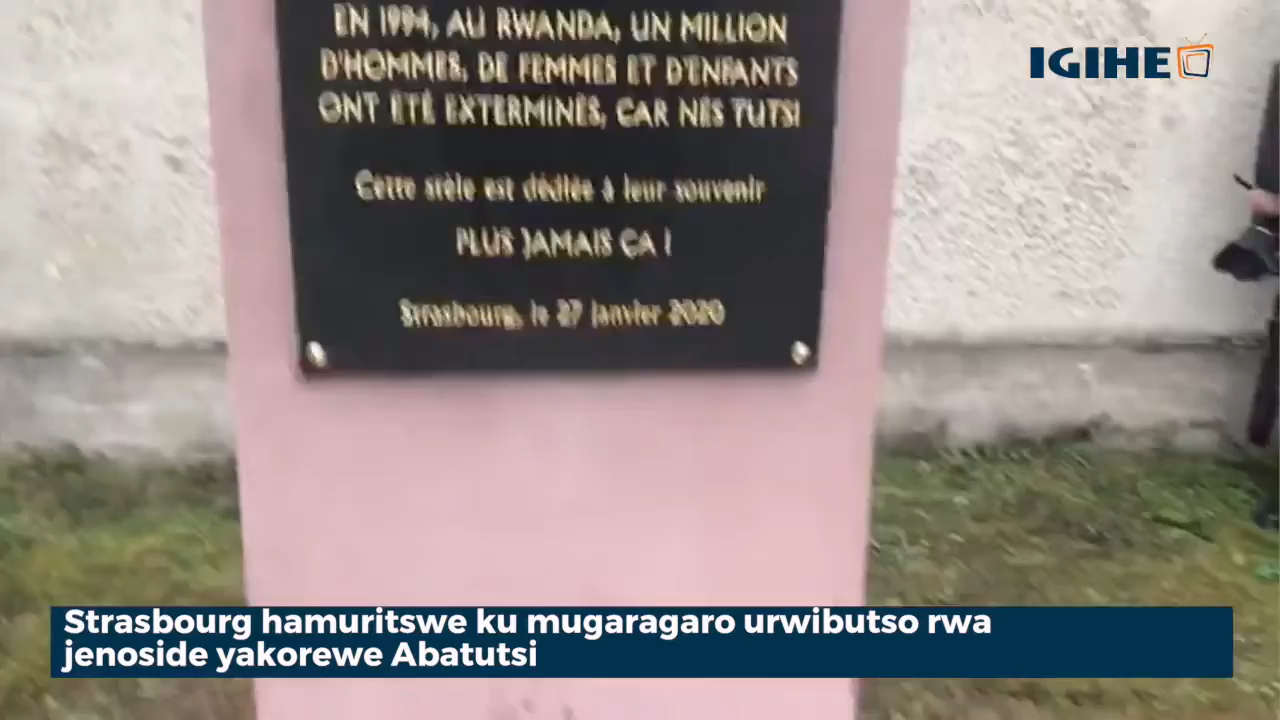 EN 1994, AU RWANDA, UN MILLION
D'HOMMES, DE FEMMES ET D'ENFANTS
ONT ÉTÉ EXTERMINÉS, CAR NÉS TUTSI
Cette stèle est dédiée à leur souvenir
PLUS JAMAIS ÇA !
Strasbourg, le 27 janvier 2020
IGIHE
Strasbourg hamuritswe ku mugaragaro urwibutso rwa
jenoside yakorewe Abatutsi